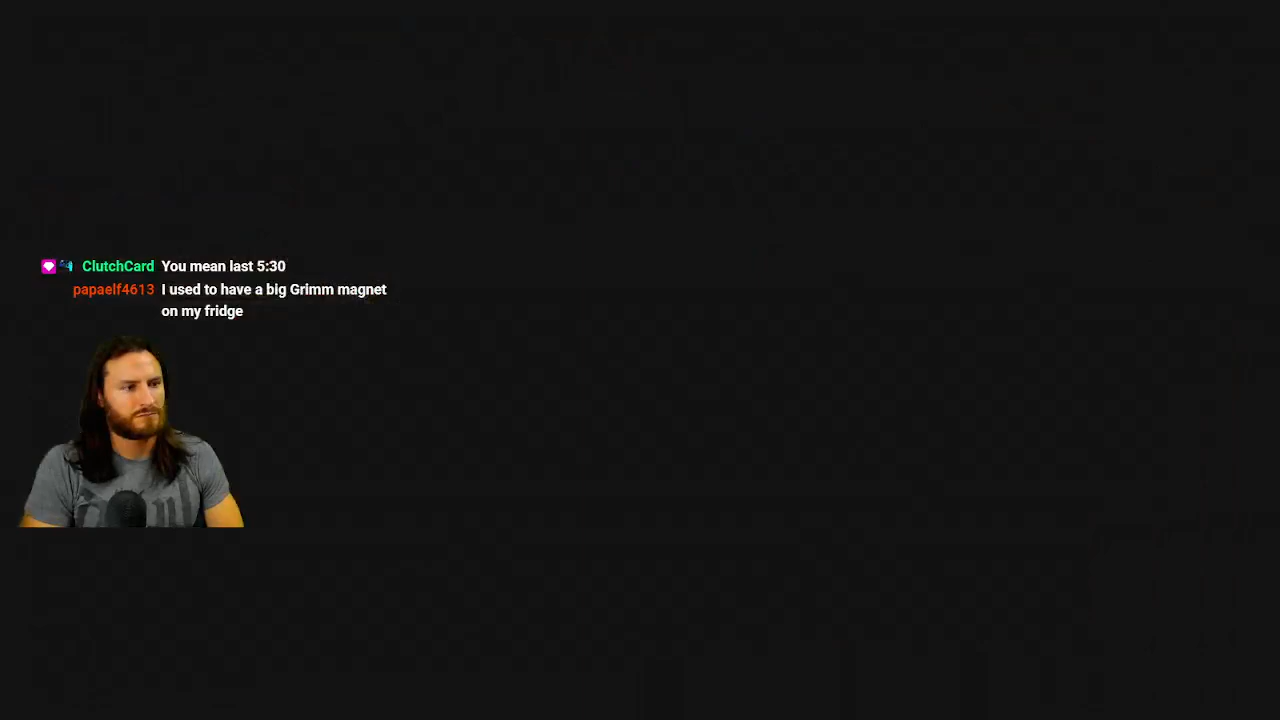 ClutchCard You mean last 5:30
papaelf4613 I used to have a big Grimm magnet
on my fridge